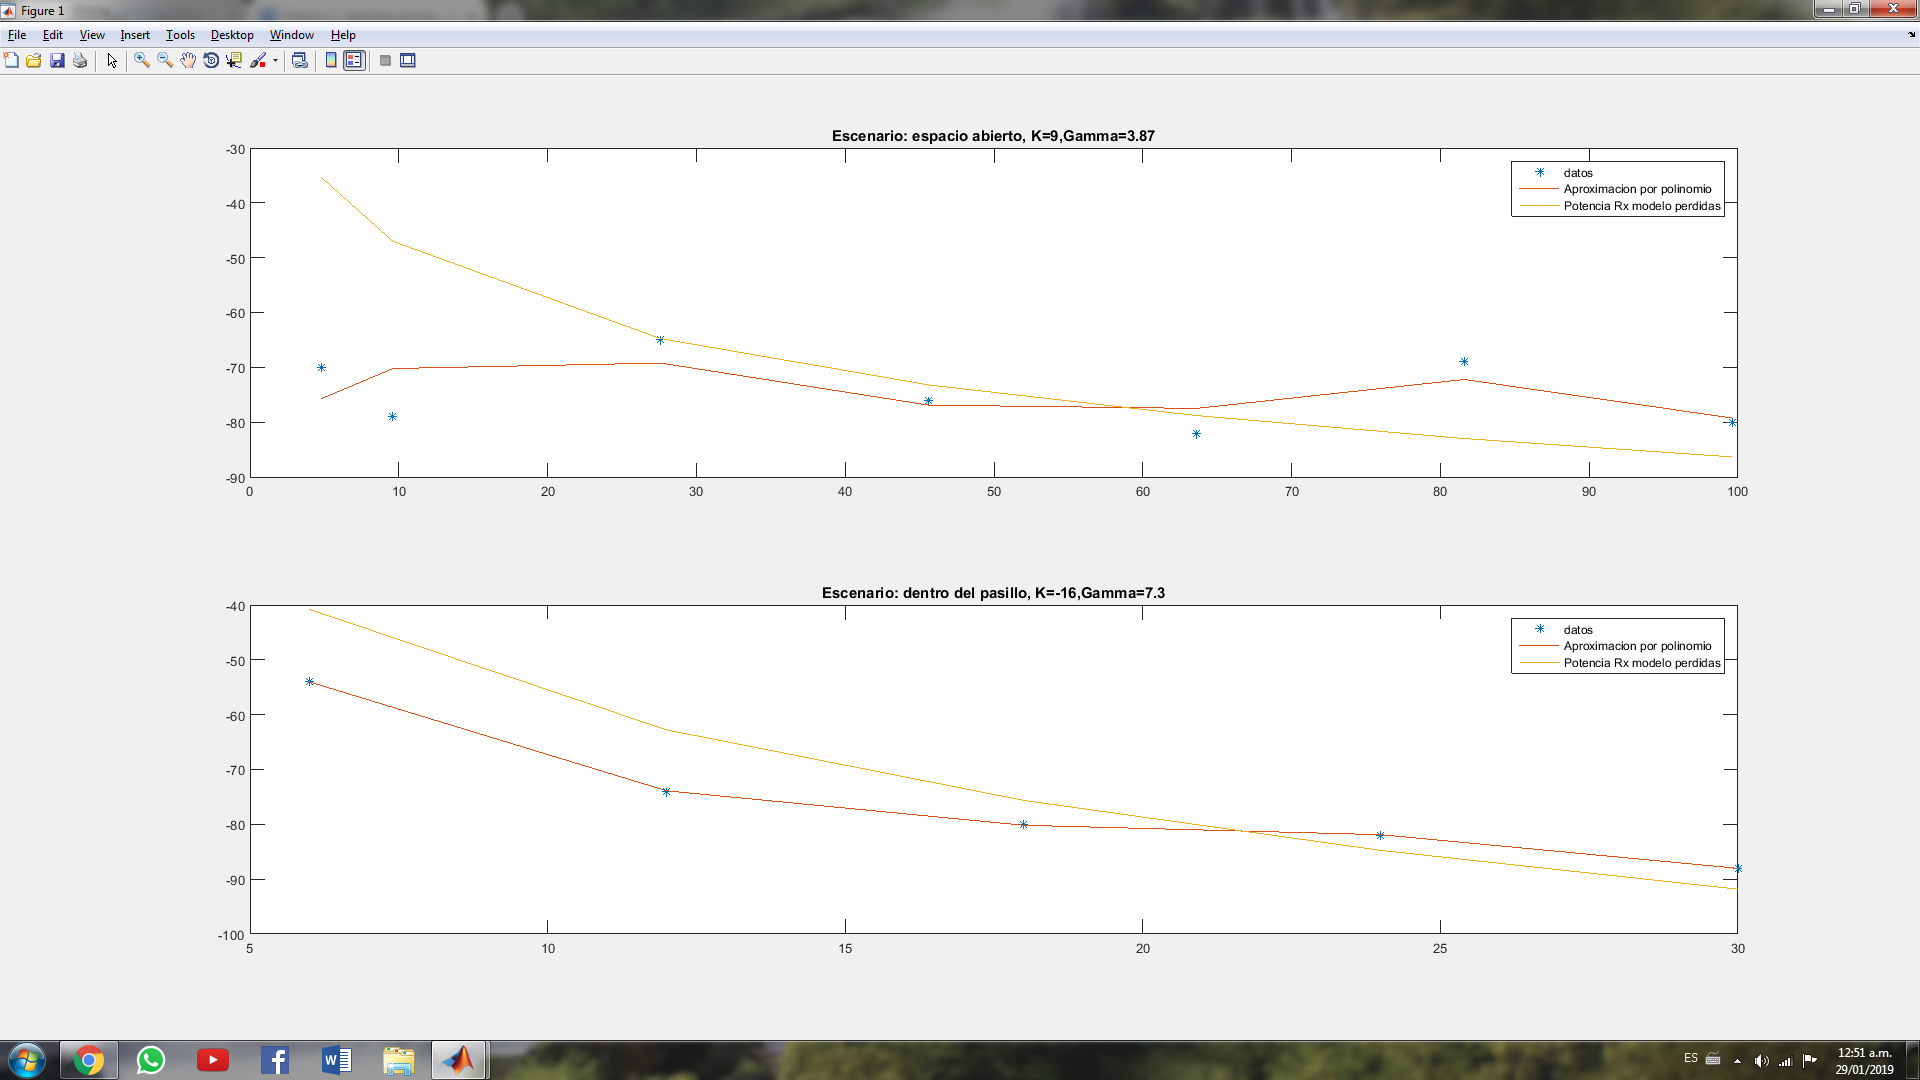 Figure 1
File Edit View Insert Tools Desktop Window Help
Escenario: espacio abierto, K=9,Gamma=3.87
-30
-40
-50
-60
-70
-80
-90
0 10 20 30 40 50 60 70 80 90 100
datos
Aproximacion por polinomio
Potencia Rx modelo perdidas
Escenario: dentro del pasillo, K=-16,Gamma=7.3
-40
-50
-60
-70
-80
-90
-100
5 10 15 20 25 30
datos
Aproximacion por polinomio
Potencia Rx modelo perdidas
ES
12:51 a.m.
29/01/2019